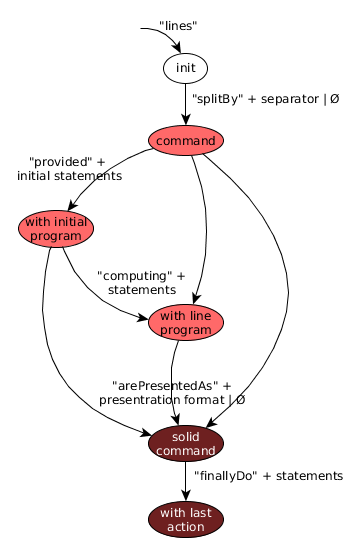 "lines"
init
"splitBy" + separator | Ø
command
"provided" +
initial statements
with initial
program
"computing" +
statements
with line
program
"arePresentedAs" +
presentration format | Ø
solid
command
"finallyDo" + statements
with last
action